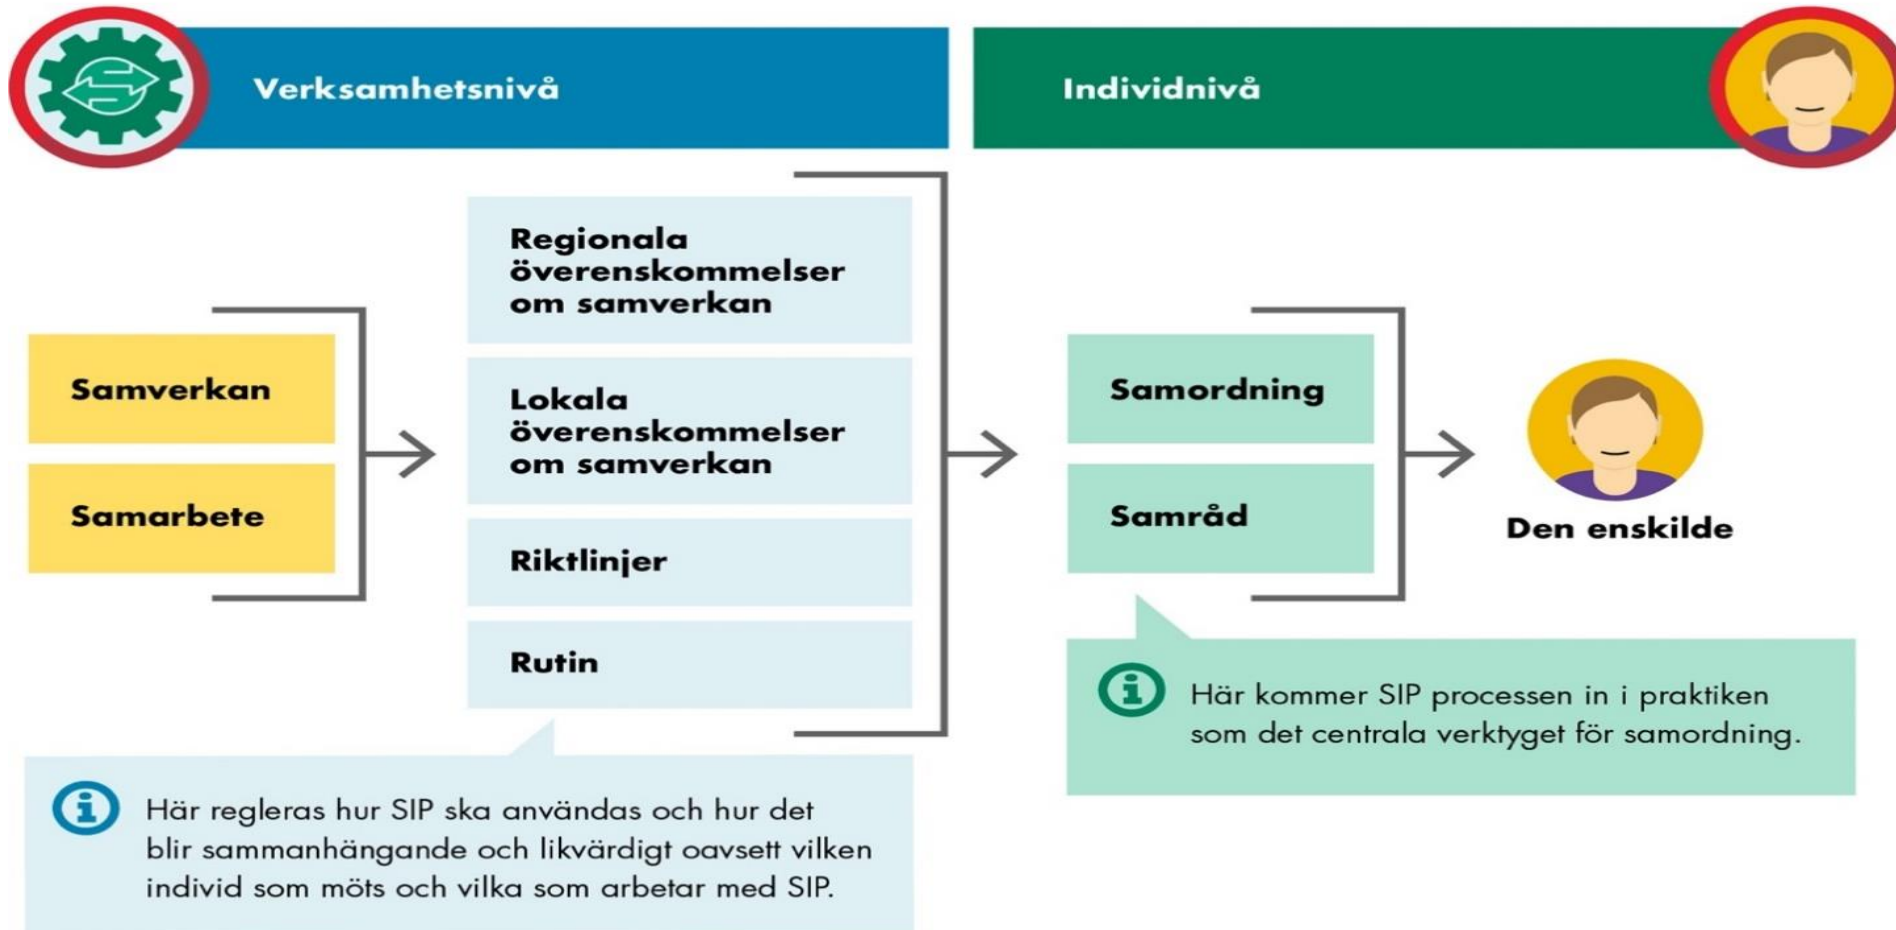 Verksamhetsnivå
Individnivå
Samverkan
Samarbete
Regionala
överenskommelser
om samverkan
Lokala
överenskommelser
om samverkan
Riktlinjer
Rutin
Här regleras hur SIP ska användas och hur det
blir sammanhängande och likvärdigt oavsett vilken
individ som möts och vilka som arbetar med SIP.
Samordning
Samråd
Här kommer SIP processen in i praktiken
som det centrala verktyget för samordning.
Den enskilde